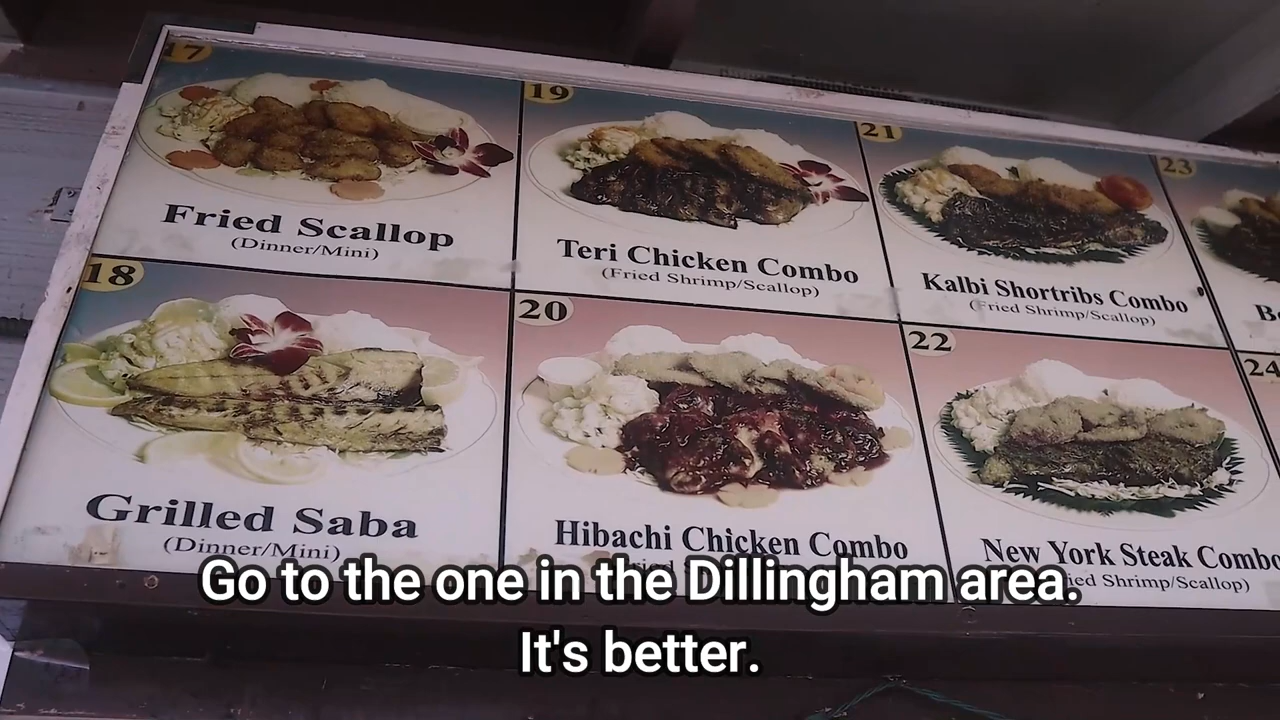 17
Fried Scallop
(Dinner/Mini)
19
Teri Chicken Combo
(Fried Shrimp/Scallop)
21
Kalbi Shortribs Combo
(Fried Shrimp/Scallop)
23
18
Grilled Saba
(Dinner/Mini)
20
Hibachi Chicken Combo
22
New York Steak Combo
Shrimp/Scallop)
24
Go to the one in the Dillingham area.
It's better.